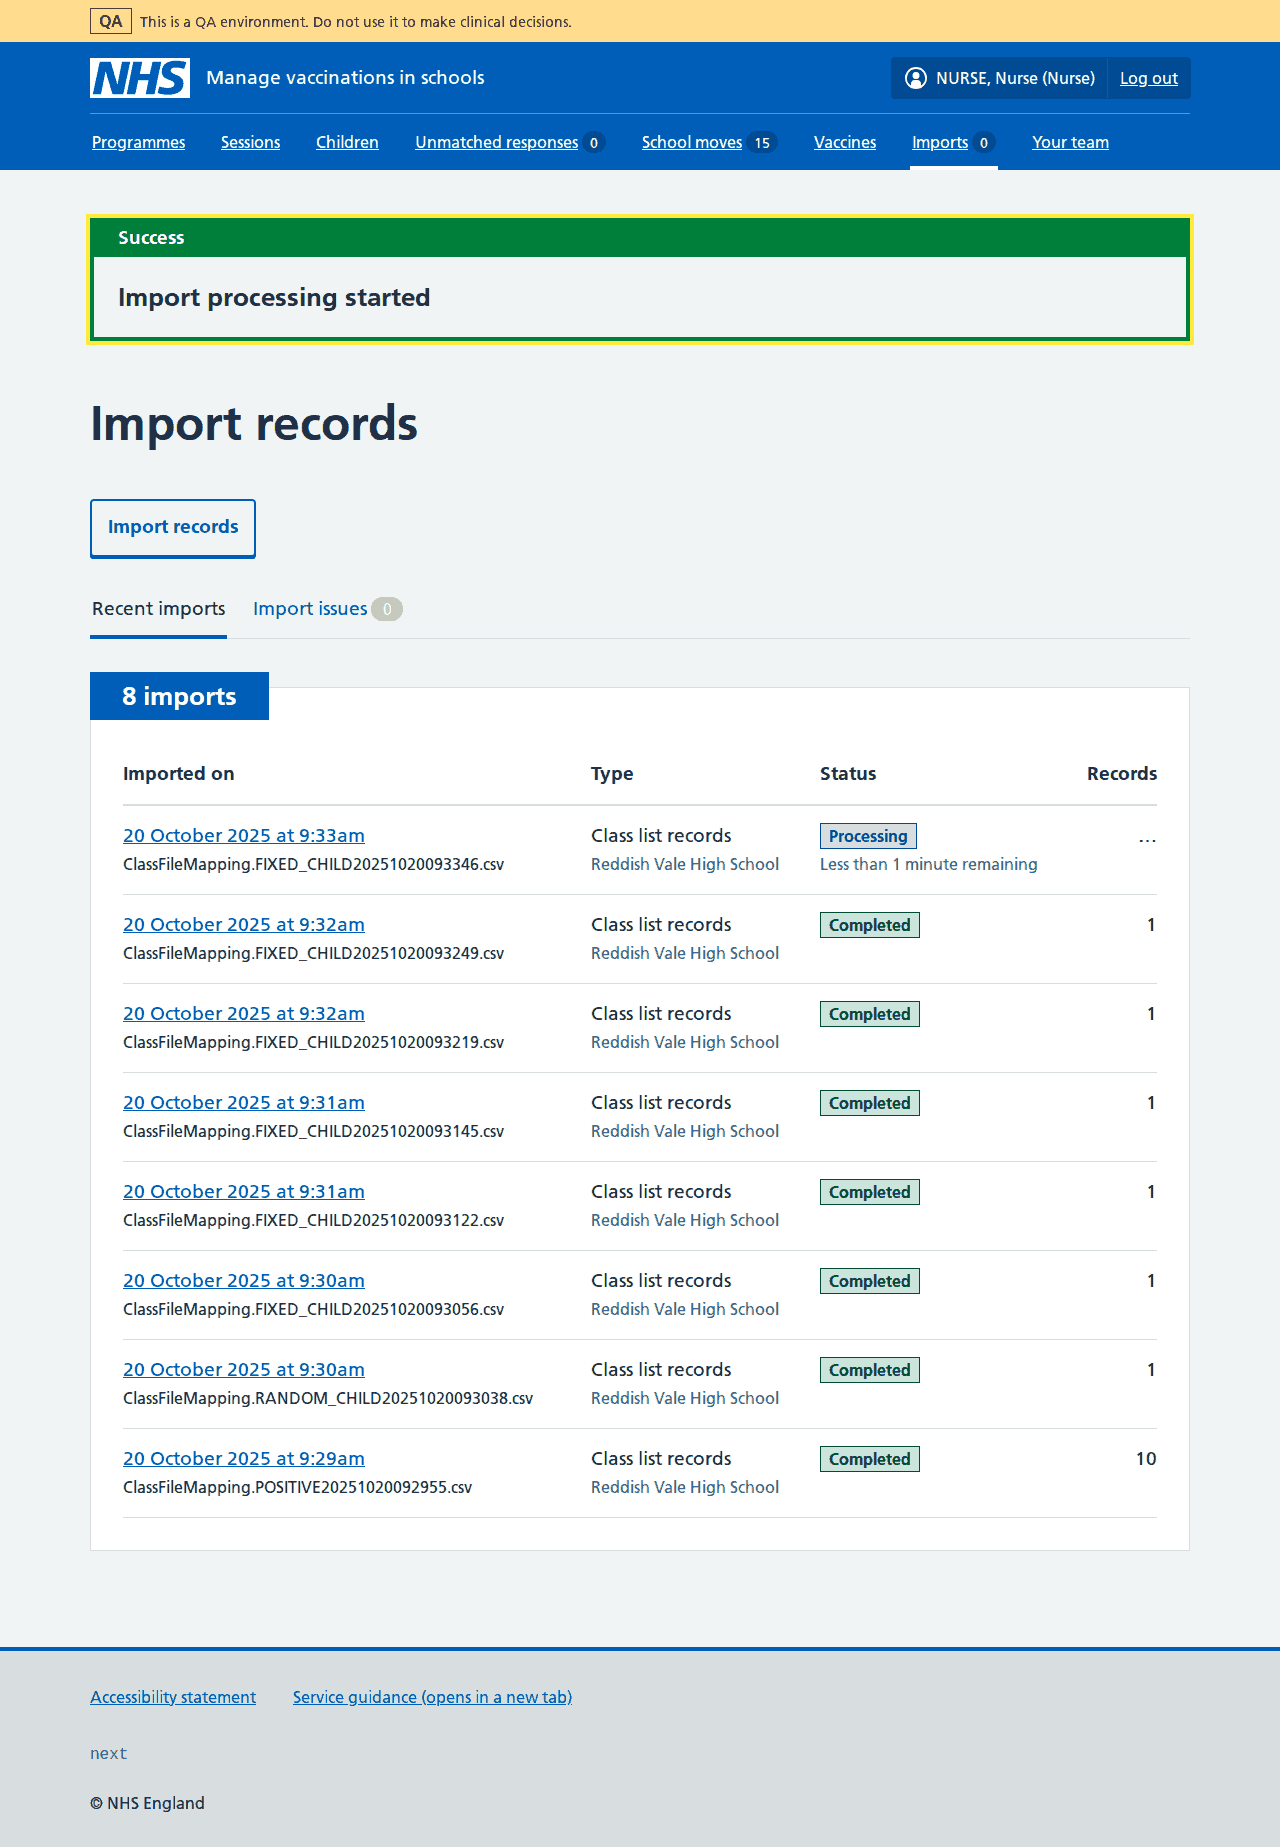 QA This is a QA environment. Do not use it to make clinical decisions.
NHS Manage vaccinations in schools NURSE, Nurse (Nurse) Log out
Programmes Sessions Children Unmatched responses 0 School moves 15 Vaccines Imports 0 Your team
Success
Import processing started
Import records
Import records
Recent imports Import issues 0
8 imports
Imported on Type Status Records
20 October 2025 at 9:33am Class list records Processing ...
ClassFileMapping.FIXED_CHILD20251020093346.csv Reddish Vale High School Less than 1 minute remaining
20 October 2025 at 9:32am Class list records Completed 1
ClassFileMapping.FIXED_CHILD20251020093249.csv Reddish Vale High School
20 October 2025 at 9:32am Class list records Completed 1
ClassFileMapping.FIXED_CHILD20251020093219.csv Reddish Vale High School
20 October 2025 at 9:31am Class list records Completed 1
ClassFileMapping.FIXED_CHILD20251020093145.csv Reddish Vale High School
20 October 2025 at 9:31am Class list records Completed 1
ClassFileMapping.FIXED_CHILD20251020093122.csv Reddish Vale High School
20 October 2025 at 9:30am Class list records Completed 1
ClassFileMapping.FIXED_CHILD20251020093056.csv Reddish Vale High School
20 October 2025 at 9:30am Class list records Completed 1
ClassFileMapping.RANDOM_CHILD20251020093038.csv Reddish Vale High School
20 October 2025 at 9:29am Class list records Completed 10
ClassFileMapping.POSITIVE20251020092955.csv Reddish Vale High School
Accessibility statement Service guidance (opens in a new tab)
next
© NHS England